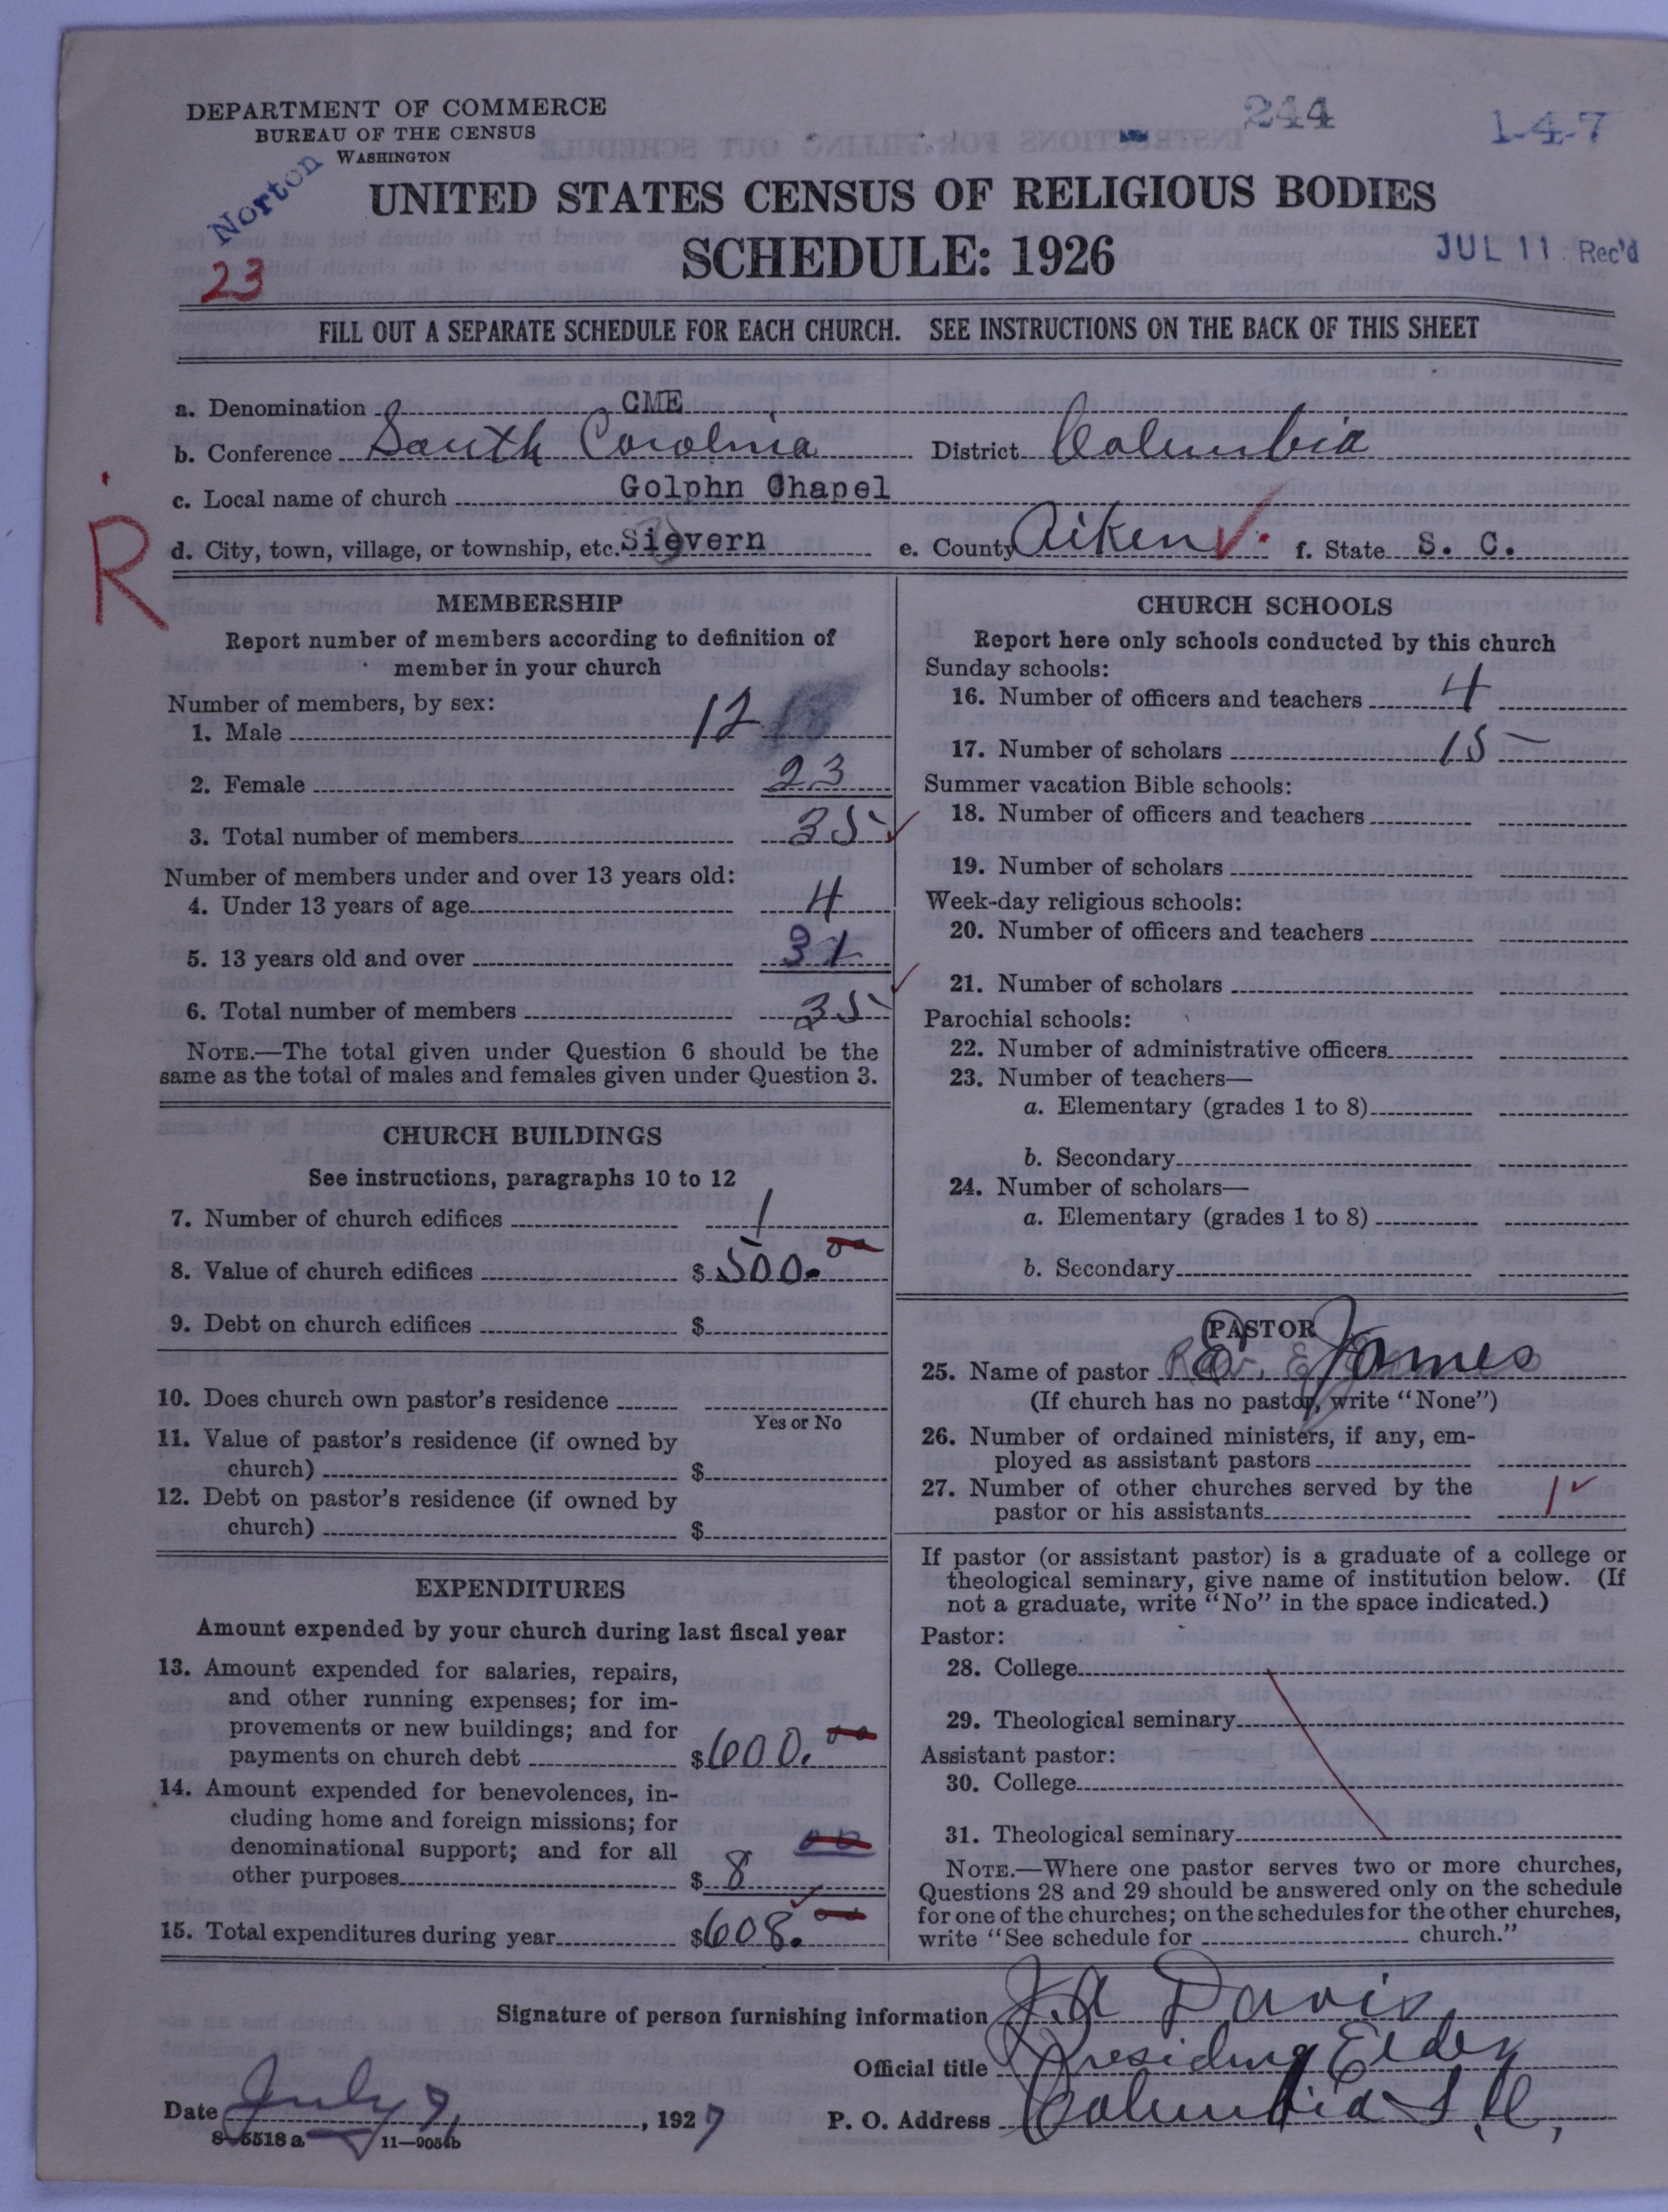 244
1-4-7
DEPARTMENT OF COMMERCE
BUREAU OF THE CENSUS
WASHINGTON
Norton
23
UNITED STATES CENSUS OF RELIGIOUS BODIES
SCHEDULE: 1926
JUL 11 Rec'd
FILL OUT A SEPARATE SCHEDULE FOR EACH CHURCH. SEE INSTRUCTIONS ON THE BACK OF THIS SHEET
a. Denomination CME
b. Conference South Carolnia District Columbia
c. Local name of church Golphn Chapel
R
d. City, town, village, or township, etc. Sievern e. County Aiken ✓ f. State S. C.
MEMBERSHIP
Report number of members according to definition of
member in your church
Number of members, by sex:
1. Male 12
2. Female 23
3. Total number of members 35 ✓
Number of members under and over 13 years old:
4. Under 13 years of age 4
5. 13 years old and over 31
6. Total number of members 35 ✓
NOTE.—The total given under Question 6 should be the
same as the total of males and females given under Question 3.
CHURCH BUILDINGS
See instructions, paragraphs 10 to 12
7. Number of church edifices 1
8. Value of church edifices $500.00
9. Debt on church edifices $
10. Does church own pastor's residence
Yes or No
11. Value of pastor's residence (if owned by
church) $
12. Debt on pastor's residence (if owned by
church) $
EXPENDITURES
Amount expended by your church during last fiscal year
13. Amount expended for salaries, repairs,
and other running expenses; for im-
provements or new buildings; and for
payments on church debt $600.00
14. Amount expended for benevolences, in-
cluding home and foreign missions; for
denominational support; and for all
other purposes $8 00
15. Total expenditures during year $608.00
CHURCH SCHOOLS
Report here only schools conducted by this church
Sunday schools:
16. Number of officers and teachers 4
17. Number of scholars 15
Summer vacation Bible schools:
18. Number of officers and teachers
19. Number of scholars
Week-day religious schools:
20. Number of officers and teachers
21. Number of scholars
Parochial schools:
22. Number of administrative officers
23. Number of teachers—
a. Elementary (grades 1 to 8)
b. Secondary
24. Number of scholars—
a. Elementary (grades 1 to 8)
b. Secondary
PASTOR
25. Name of pastor Rev. E. James
(If church has no pastor, write "None")
26. Number of ordained ministers, if any, em-
ployed as assistant pastors
27. Number of other churches served by the
pastor or his assistants 1 ✓
If pastor (or assistant pastor) is a graduate of a college or
theological seminary, give name of institution below. (If
not a graduate, write "No" in the space indicated.)
Pastor:
28. College
29. Theological seminary
Assistant pastor:
30. College
31. Theological seminary
NOTE.—Where one pastor serves two or more churches,
Questions 28 and 29 should be answered only on the schedule
for one of the churches; on the schedules for the other churches,
write "See schedule for church."
Signature of person furnishing information J. A Davis
Official title Presiding Elder
Date July 7, 1927 P. O. Address Columbia S. C.
8-5518 a 11-9054b